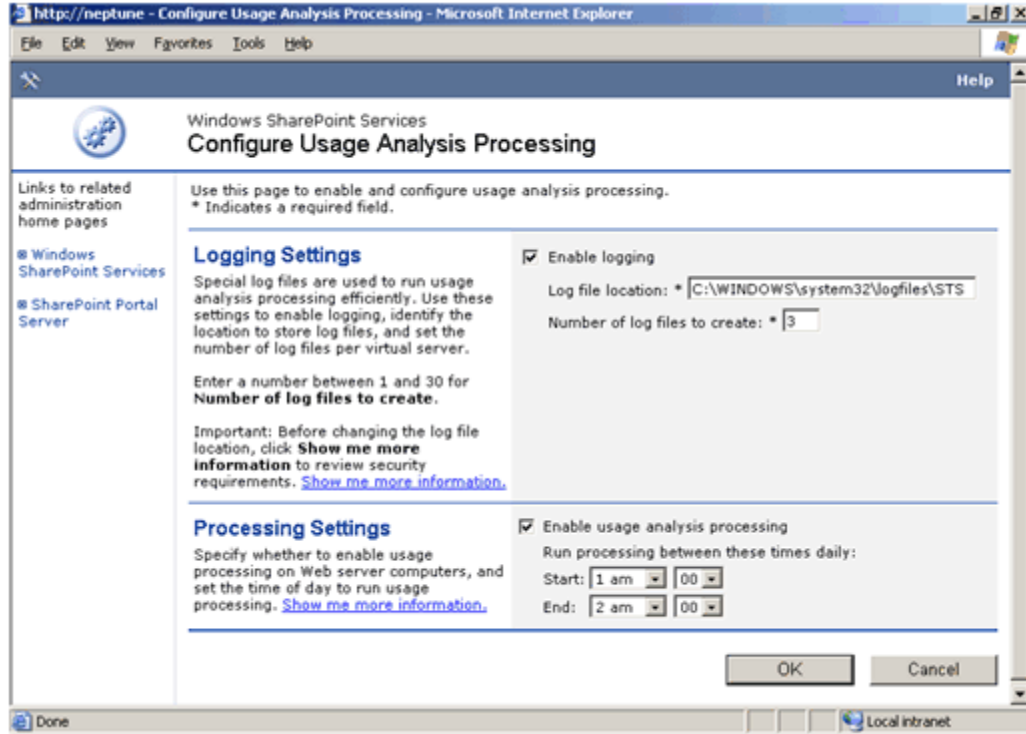 http://neptune - Configure Usage Analysis Processing - Microsoft Internet Explorer
File Edit View Favorites Tools Help
Help
Windows SharePoint Services
Configure Usage Analysis Processing
Links to related
administration
home pages
Windows
SharePoint Services
SharePoint Portal
Server
Use this page to enable and configure usage analysis processing.
* Indicates a required field.
Logging Settings
Special log files are used to run usage
analysis processing efficiently. Use these
settings to enable logging, identify the
location to store log files, and set the
number of log files per virtual server.
Enter a number between 1 and 30 for
Number of log files to create.
Important: Before changing the log file
location, click Show me more
information to review security
requirements. Show me more information.
Enable logging
Log file location: * C:\WINDOWS\system32\logfiles\STS
Number of log files to create: * 3
Processing Settings
Specify whether to enable usage
processing on Web server computers, and
set the time of day to run usage
processing. Show me more information.
Enable usage analysis processing
Run processing between these times daily:
Start: 1 am 00
End: 2 am 00
OK Cancel
Done Local intranet